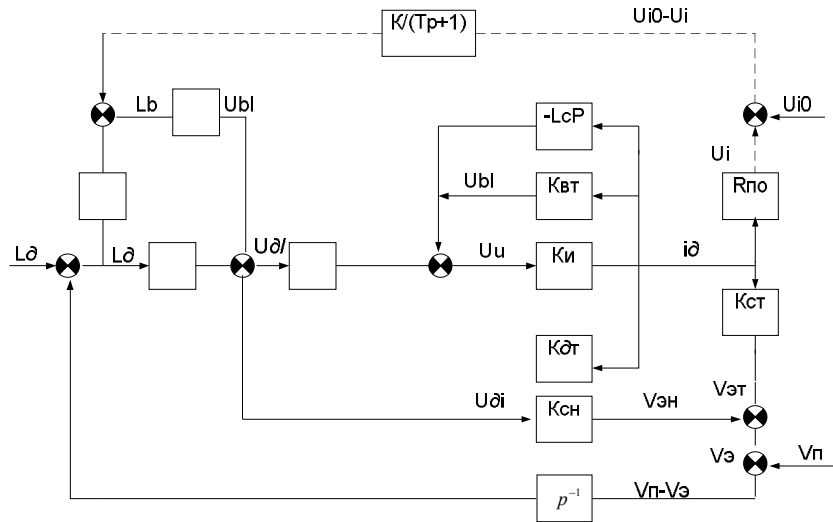 К/(Тр+1)
Ui0-Ui
Lb
Ubl
-LcP
Ui0
Ui
Ubl
Квт
Rпо
L∂
L∂
U∂l
Uu
Ки
i∂
Кст
К∂т
Vэт
U∂i
Ксн
Vэн
Vэ
Vп
p⁻¹
Vп-Vэ